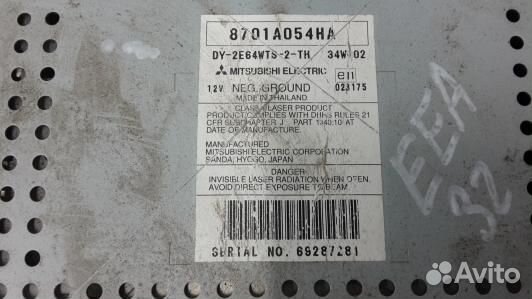 8701A054HA
DY-2E64WTS-2-TH 34W 02
MITSUBISHI ELECTRIC e11
12V NEG. GROUND 023175
MADE IN THAILAND
CLASS 1 LASER PRODUCT
PRODUCT COMPLIES WITH DHHS RULES 21
CFR SUBCHAPTER J PART 1040:10 AT
DATE OF MANUFACTURE.
MANUFACTURED
MITSUBISHI ELECTRIC CORPORATION
SANDA, HYOGO, JAPAN
DANGER
INVISIBLE LASER RADIATION WHEN OPEN.
AVOID DIRECT EXPOSURE TO BEAM.
SERIAL NO. 69287281
32
Avito